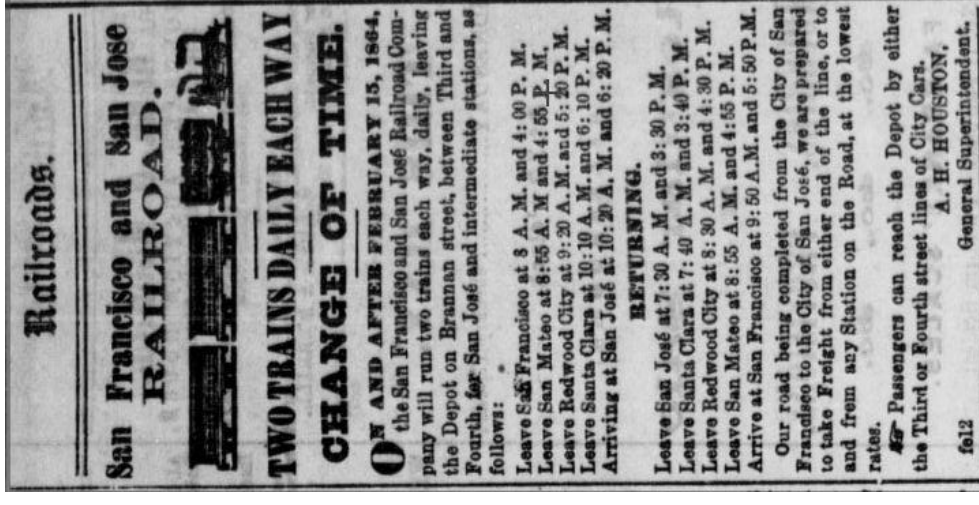 Railroads.
San Francisco and San Jose
RAILROAD.
TWO TRAINS DAILY EACH WAY
CHANGE OF TIME.
ON AND AFTER FEBRUARY 15, 1864,
the San Francisco and San José Railroad Com-
pany will run two trains each way, daily, leaving
the Depot on Brannan street, between Third and
Fourth, for San José and intermediate stations, as
follows:
Leave San Francisco at 8 A. M. and 4:00 P. M.
Leave San Mateo at 8:55 A. M and 4:55 P. M.
Leave Redwood City at 9:20 A. M. and 5:20 P. M.
Leave Santa Clara at 10:10 A. M. and 6:10 P. M.
Arriving at San José at 10:20 A. M. and 6:20 P. M.
RETURNING.
Leave San José at 7:30 A. M. and 3:30 P. M.
Leave Santa Clara at 7:40 A. M. and 3:40 P. M.
Leave Redwood City at 8:30 A. M. and 4:30 P. M.
Leave San Mateo at 8:55 A. M. and 4:55 P. M.
Arrive at San Francisco at 9:50 A.M. and 5:50 P.M.
Our road being completed from the City of San
Francisco to the City of San José, we are prepared
to take Freight from either end of the line, or to
and from any Station on the Road, at the lowest
rates.
☞ Passengers can reach the Depot by either
the Third or Fourth street lines of City Cars.
A. H. HOUSTON,
fe12 General Superintendent.